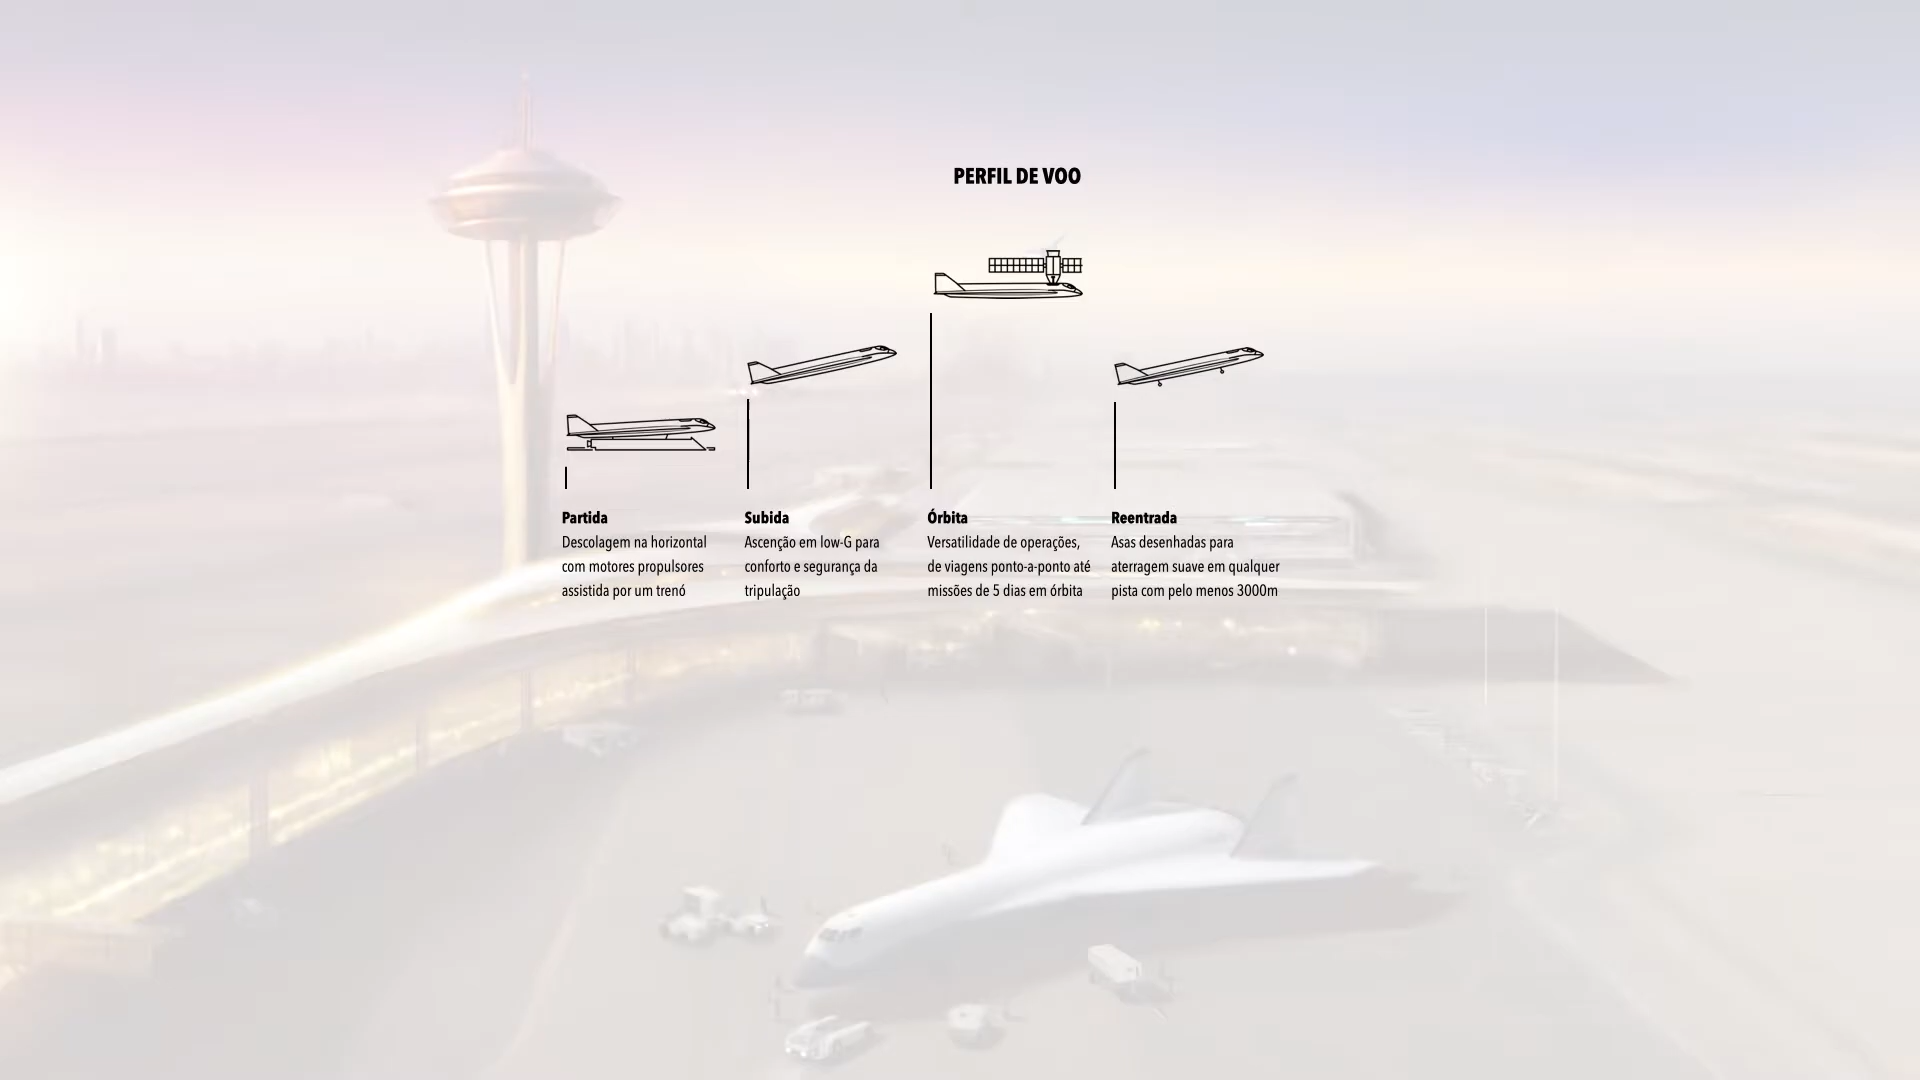 PERFIL DE VOO
Partida
Descolagem na horizontal
com motores propulsores
assistida por um trenó
Subida
Ascenção em low-G para
conforto e segurança da
tripulação
Órbita
Versatilidade de operações,
de viagens ponto-a-ponto até
missões de 5 dias em órbita
Reentrada
Asas desenhadas para
aterragem suave em qualquer
pista com pelo menos 3000m